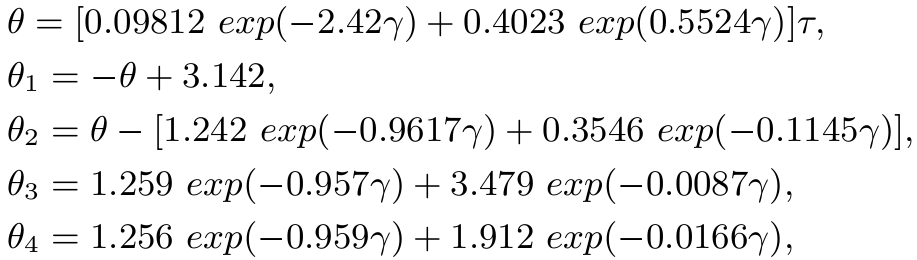 θ = [0.09812 exp(−2.42γ) + 0.4023 exp(0.5524γ)]τ,
θ₁ = −θ + 3.142,
θ₂ = θ − [1.242 exp(−0.9617γ) + 0.3546 exp(−0.1145γ)],
θ₃ = 1.259 exp(−0.957γ) + 3.479 exp(−0.0087γ),
θ₄ = 1.256 exp(−0.959γ) + 1.912 exp(−0.0166γ),